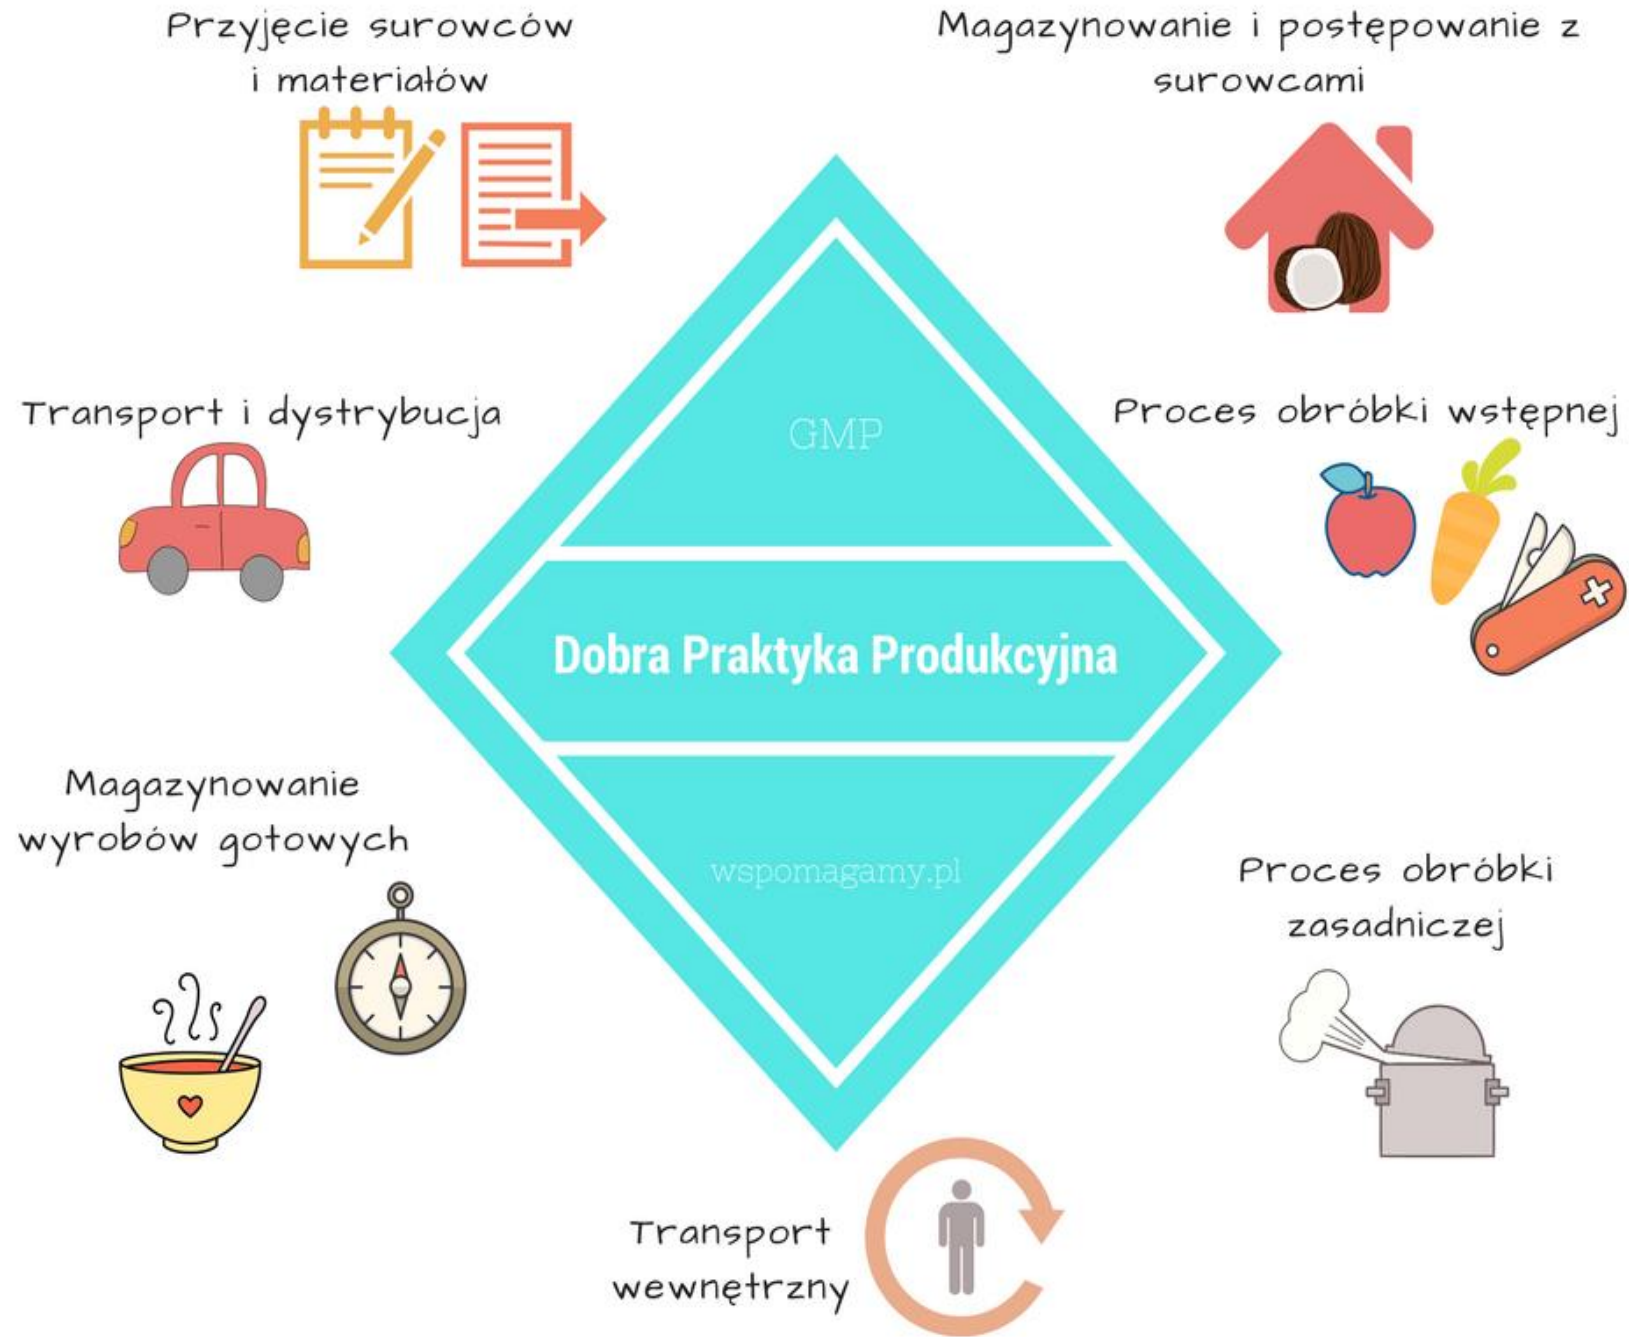 Przyjęcie surowców
i materiałów
Magazynowanie i postępowanie z
surowcami
Transport i dystrybucja
GMP
Proces obróbki wstępnej
Dobra Praktyka Produkcyjna
Magazynowanie
wyrobów gotowych
wspomagamy.pl
Proces obróbki
zasadniczej
Transport
wewnętrzny